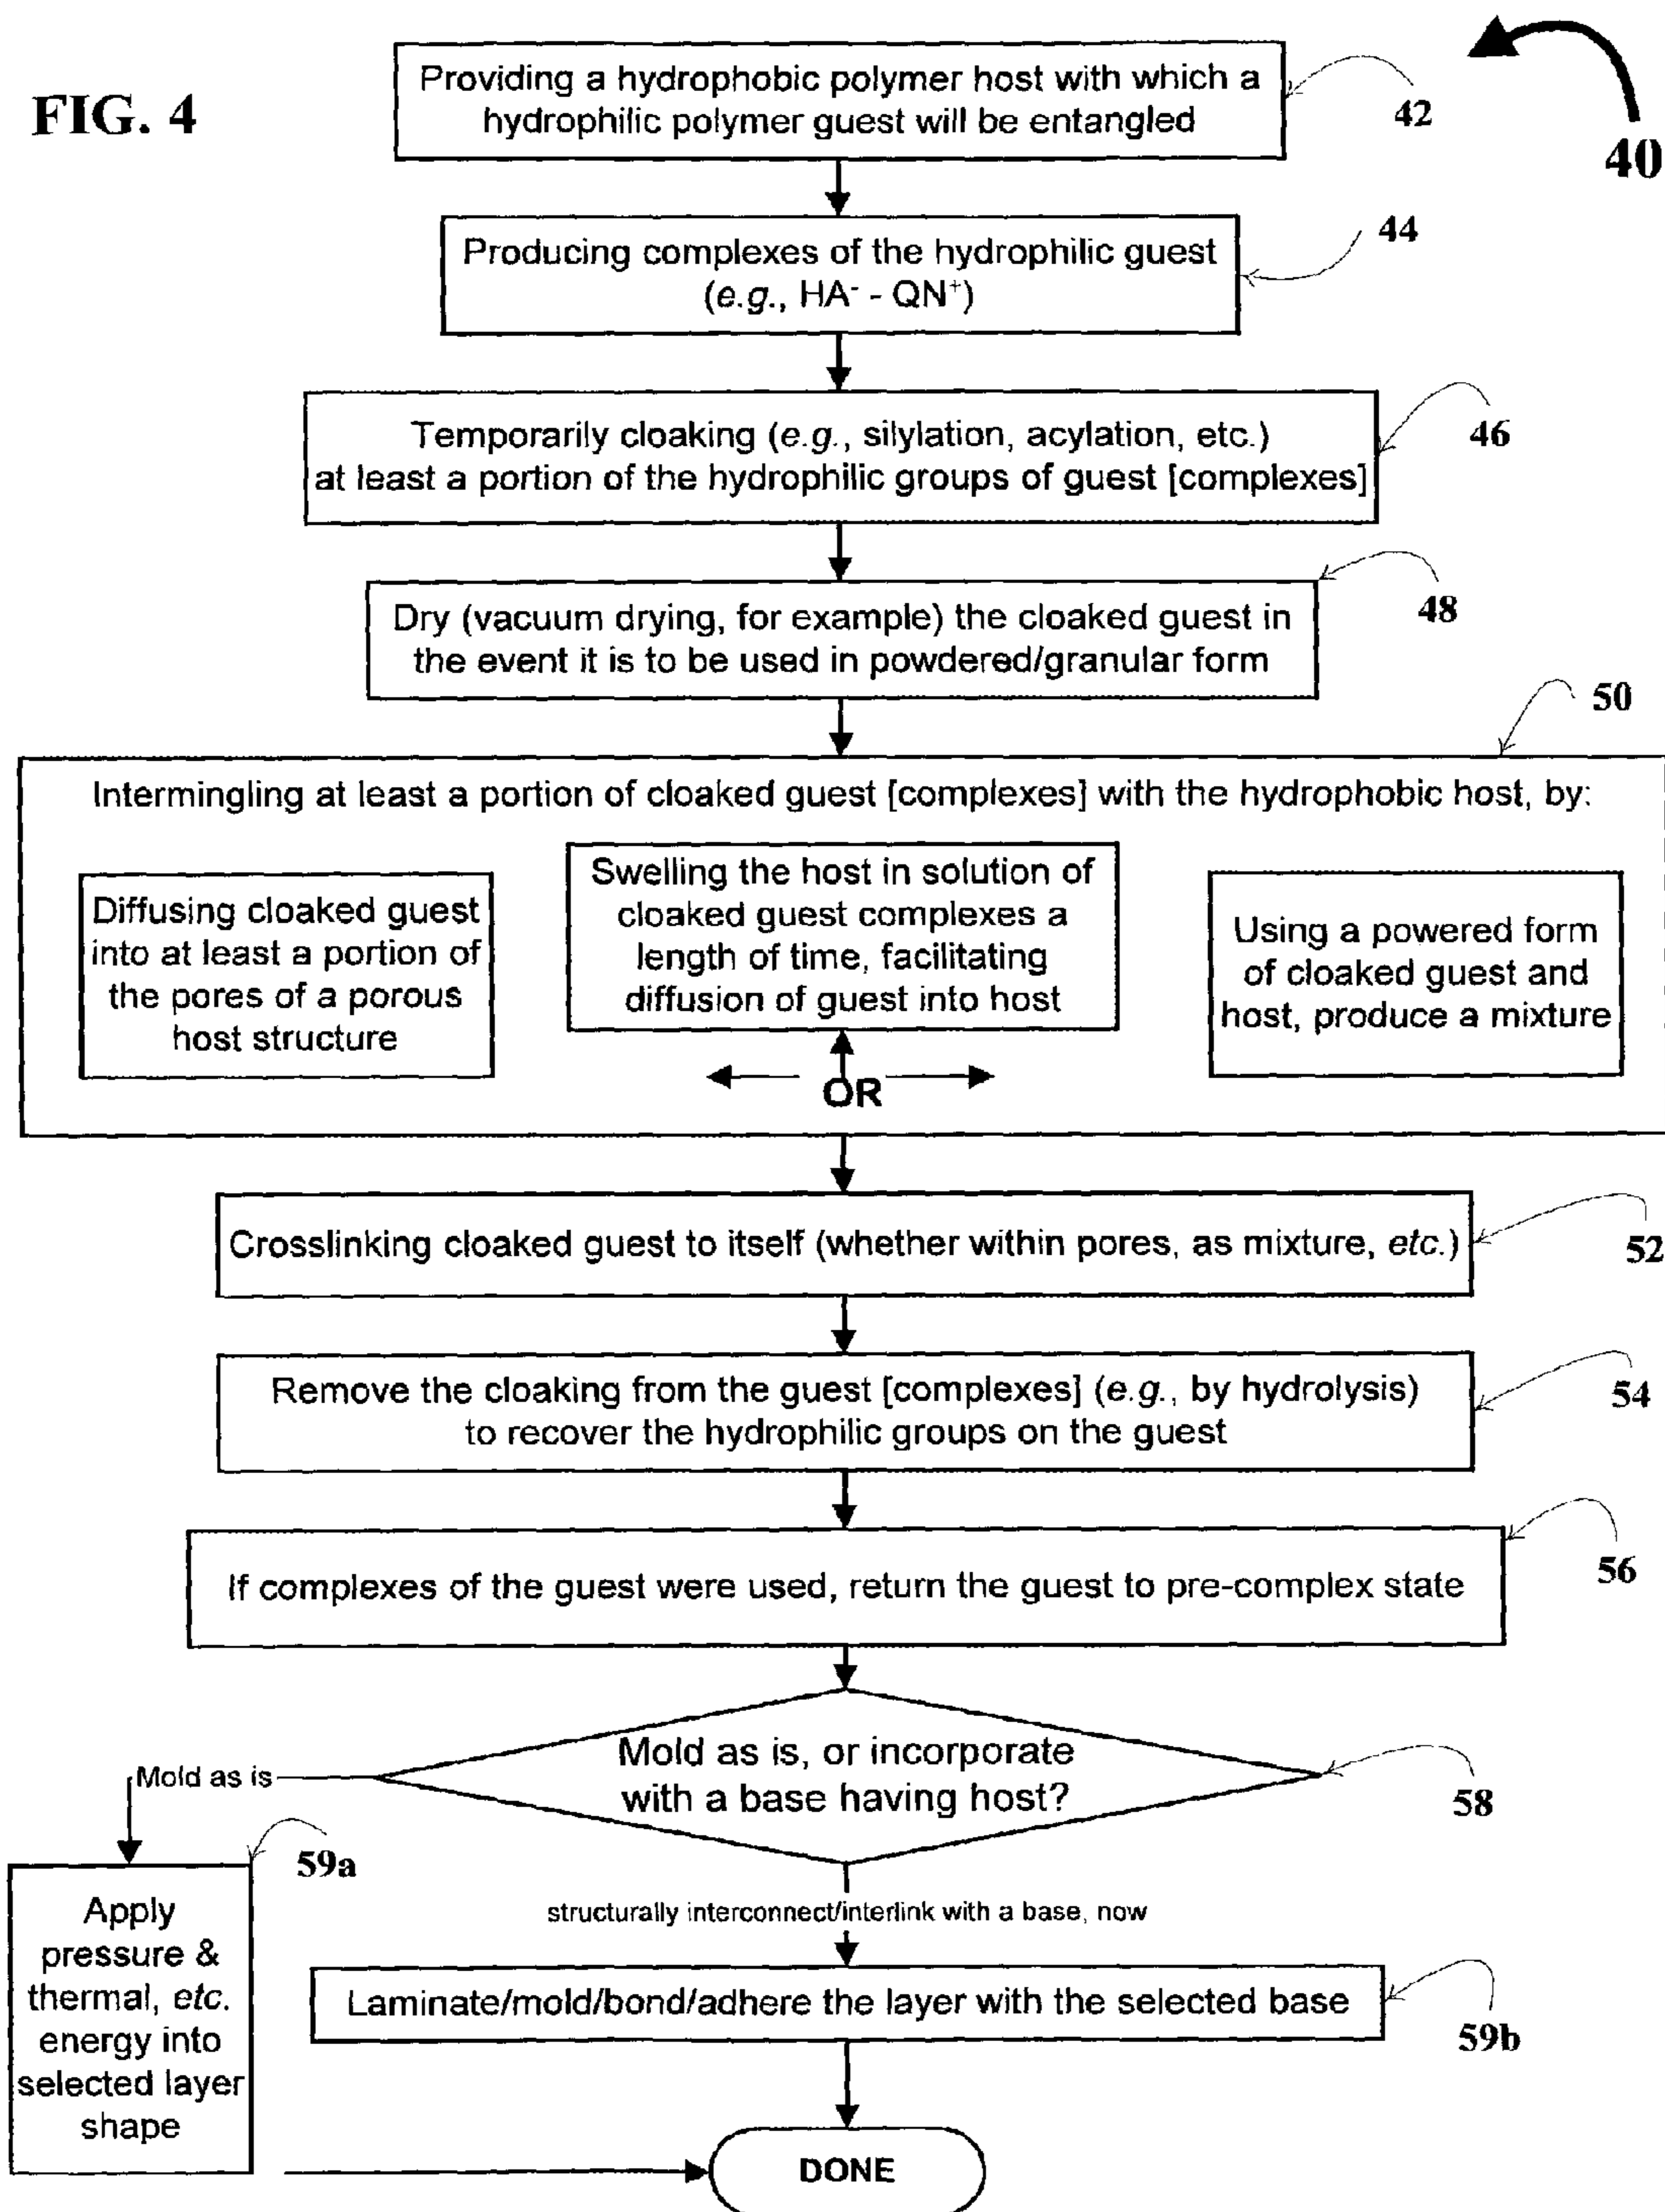 FIG. 4
40
Providing a hydrophobic polymer host with which a
hydrophilic polymer guest will be entangled
42
Producing complexes of the hydrophilic guest
(e.g., HA⁻ - QN⁺)
44
Temporarily cloaking (e.g., silylation, acylation, etc.)
at least a portion of the hydrophilic groups of guest [complexes]
46
Dry (vacuum drying, for example) the cloaked guest in
the event it is to be used in powdered/granular form
48
50
Intermingling at least a portion of cloaked guest [complexes] with the hydrophobic host, by:
Diffusing cloaked guest
into at least a portion of
the pores of a porous
host structure
Swelling the host in solution of
cloaked guest complexes a
length of time, facilitating
diffusion of guest into host
Using a powered form
of cloaked guest and
host, produce a mixture
OR
Crosslinking cloaked guest to itself (whether within pores, as mixture, etc.)
52
Remove the cloaking from the guest [complexes] (e.g., by hydrolysis)
to recover the hydrophilic groups on the guest
54
If complexes of the guest were used, return the guest to pre-complex state
56
Mold as is, or incorporate
with a base having host?
58
Mold as is
59a
Apply
pressure &
thermal, etc.
energy into
selected layer
shape
structurally interconnect/interlink with a base, now
Laminate/mold/bond/adhere the layer with the selected base
59b
DONE